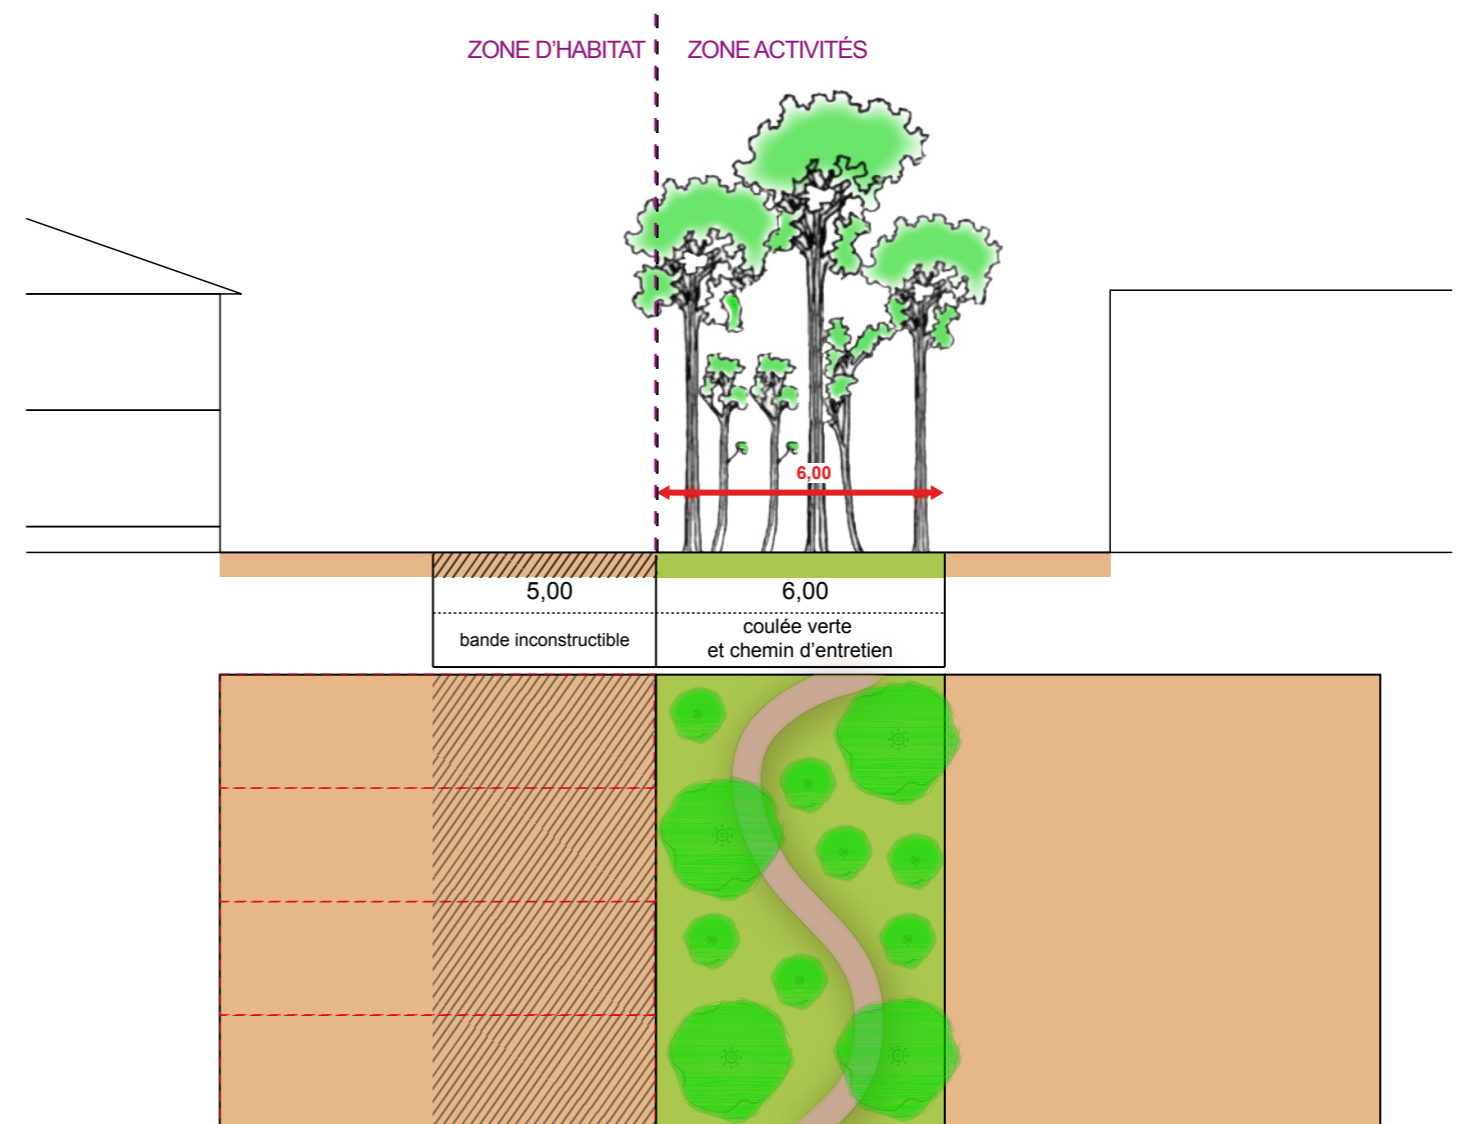 ZONE D'HABITAT
ZONE ACTIVITÉS
6,00
5,00
6,00
bande inconstructible
coulée verte
et chemin d'entretien